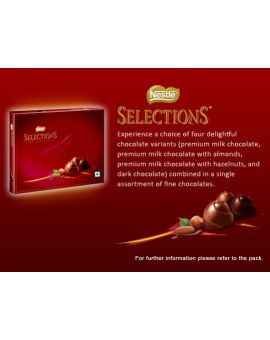 Nestlé
SELECTIONS™
Experience a choice of four delightful
chocolate variants (premium milk chocolate,
premium milk chocolate with almonds,
premium milk chocolate with hazelnuts, and
dark chocolate) combined in a single
assortment of fine chocolates.
Nestlé
SELECTIONS
For further information please refer to the pack.